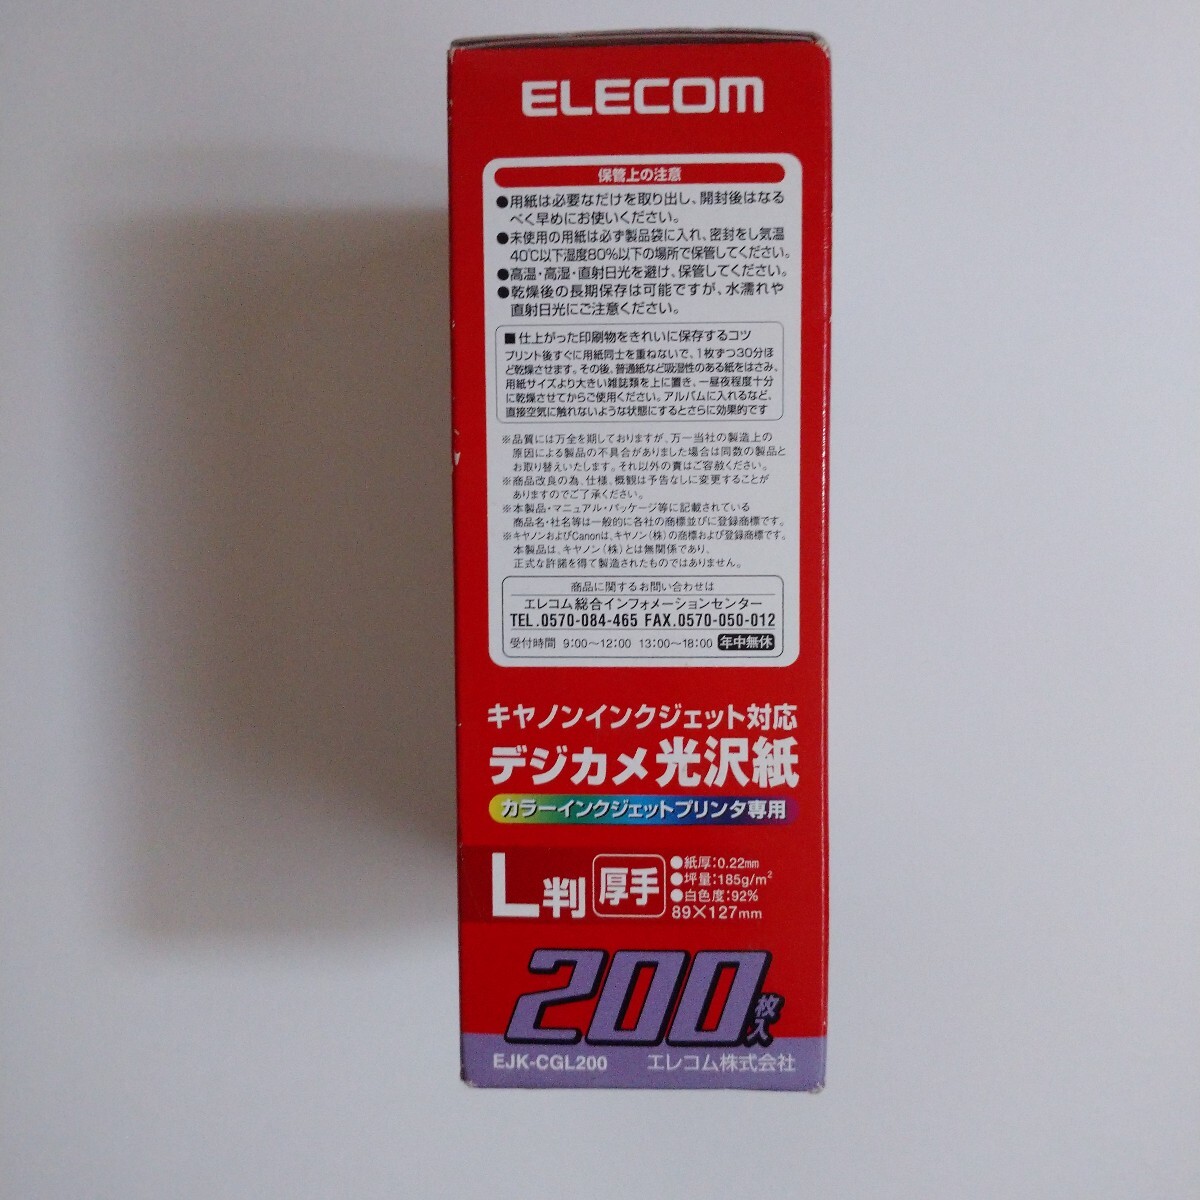 ELECOM
保管上の注意
●用紙は必要なだけを取り出し、開封後はなる
べく早めにお使いください。
●未使用の用紙は必ず製品袋に入れ、密封をし気温
40℃以下湿度80%以下の場所で保管してください。
●高温・高湿・直射日光を避け、保管してください。
●乾燥後の長期保存は可能ですが、水濡れや
直射日光にご注意ください。
■仕上がった印刷物をきれいに保存するコツ
プリント後すぐに用紙同士を重ねないで、1枚ずつ30分ほ
ど乾燥させます。その後、普通紙など吸湿性のある紙をはさみ、
用紙サイズより大きい雑誌類を上に置き、一昼夜程度十分
に乾燥させてからご使用ください。アルバムに入れるなど、
直接空気に触れないような状態にするとさらに効果的です
※品質には万全を期しておりますが、万一当社の製造上の
原因による製品の不具合がありました場合は同数の製品と
お取り替えいたします。それ以外の責はご容赦ください。
※商品改良の為、仕様、概観は予告なしに変更することが
ありますのでご了承ください。
※本製品・マニュアル・パッケージ等に記載されている
商品名・社名等は一般的に各社の商標並びに登録商標です。
※キヤノンおよびCanonは、キヤノン(株)の商標および登録商標です。
本製品は、キヤノン(株)とは無関係であり、
正式な許諾を得て製造されたものではありません。
商品に関するお問い合わせは
エレコム総合インフォメーションセンター
TEL.0570-084-465 FAX.0570-050-012
受付時間 9:00〜12:00 13:00〜18:00 年中無休
キヤノンインクジェット対応
デジカメ光沢紙
カラーインクジェットプリンタ専用
L判 厚手
●紙厚:0.22mm
●坪量:185g/m²
●白色度:92%
89×127mm
200枚入
EJK-CGL200 エレコム株式会社